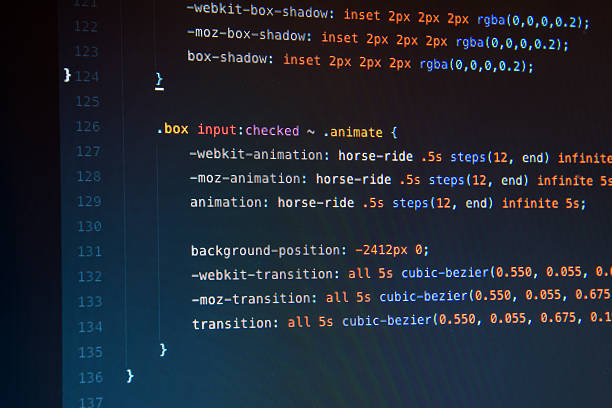 121 -webkit-box-shadow: inset 2px 2px 2px rgba(0,0,0,0.2);
122 -moz-box-shadow: inset 2px 2px 2px rgba(0,0,0,0.2);
123 box-shadow: inset 2px 2px 2px rgba(0,0,0,0.2);
} 124 }
125
126 .box input:checked ~ .animate {
127 -webkit-animation: horse-ride .5s steps(12, end) infinite
128 -moz-animation: horse-ride .5s steps(12, end) infinite 5s
129 animation: horse-ride .5s steps(12, end) infinite 5s;
130
131 background-position: -2412px 0;
132 -webkit-transition: all 5s cubic-bezier(0.550, 0.055, 0.
133 -moz-transition: all 5s cubic-bezier(0.550, 0.055, 0.675
134 transition: all 5s cubic-bezier(0.550, 0.055, 0.675, 0.1
135 }
136 }
137